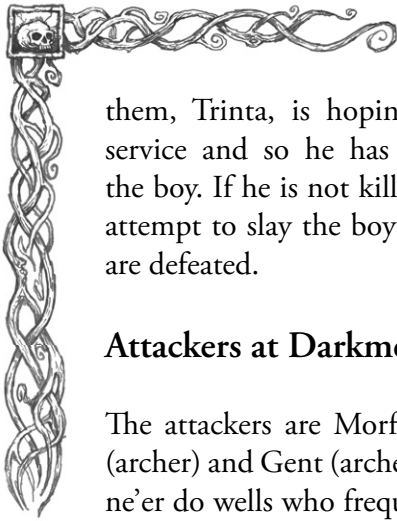 them, Trinta, is hopin
service and so he has
the boy. If he is not kill
attempt to slay the boy
are defeated.
Attackers at Darkm
The attackers are Morf
(archer) and Gent (arche
ne'er do wells who frequ